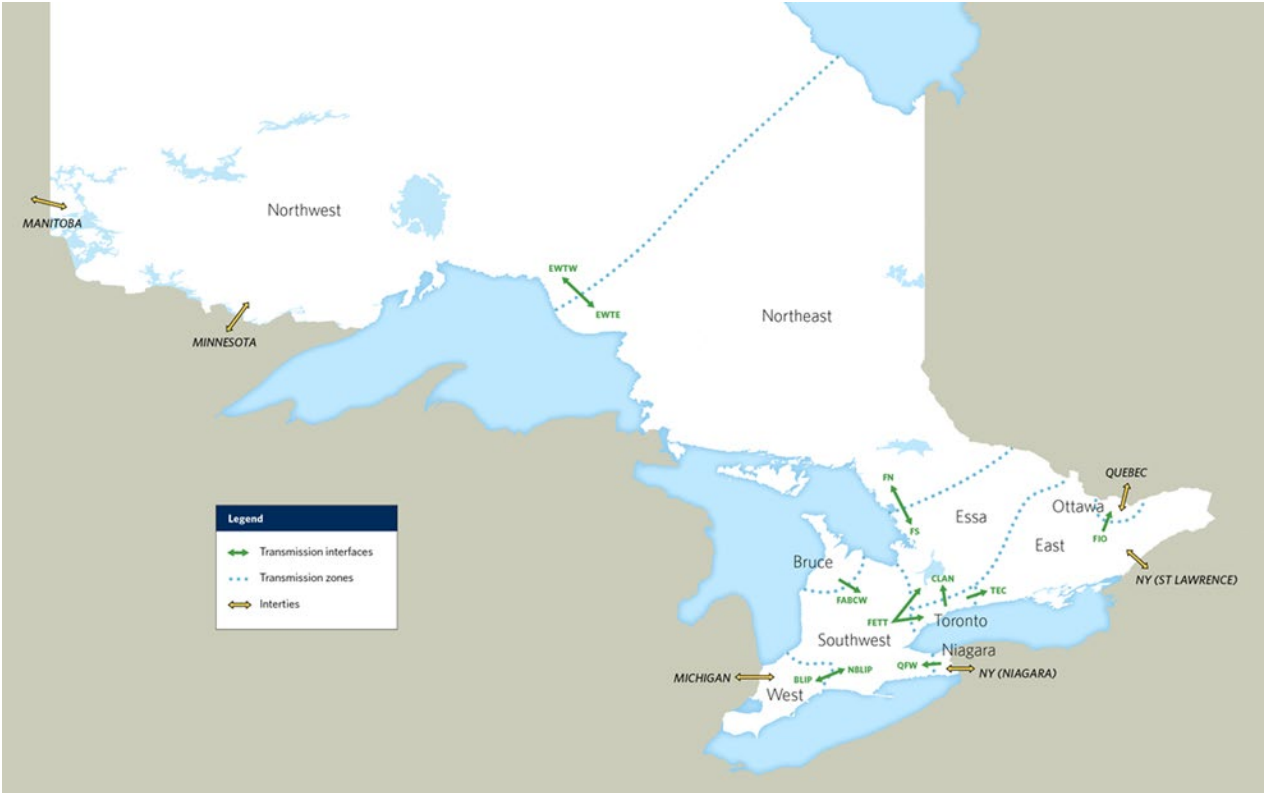 Northwest
MANITOBA
EWTW
EWTE
Northeast
MINNESOTA
QUEBEC
FN
Ottawa
Essa
FS
East
FIO
Legend
Transmission interfaces
Transmission zones
Interties
Bruce
CLAN
NY (ST LAWRENCE)
TEC
FABCW
FETT
Toronto
Southwest
Niagara
QFW
NBLIP
NY (NIAGARA)
MICHIGAN
BLIP
West